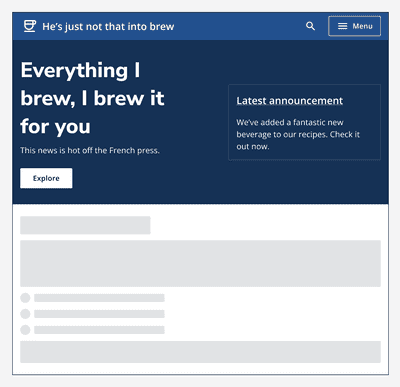 He's just not that into brew
Menu
Everything I
brew, I brew it
for you
This news is hot off the French press.
Explore
Latest announcement
We've added a fantastic new
beverage to our recipes. Check it
out now.